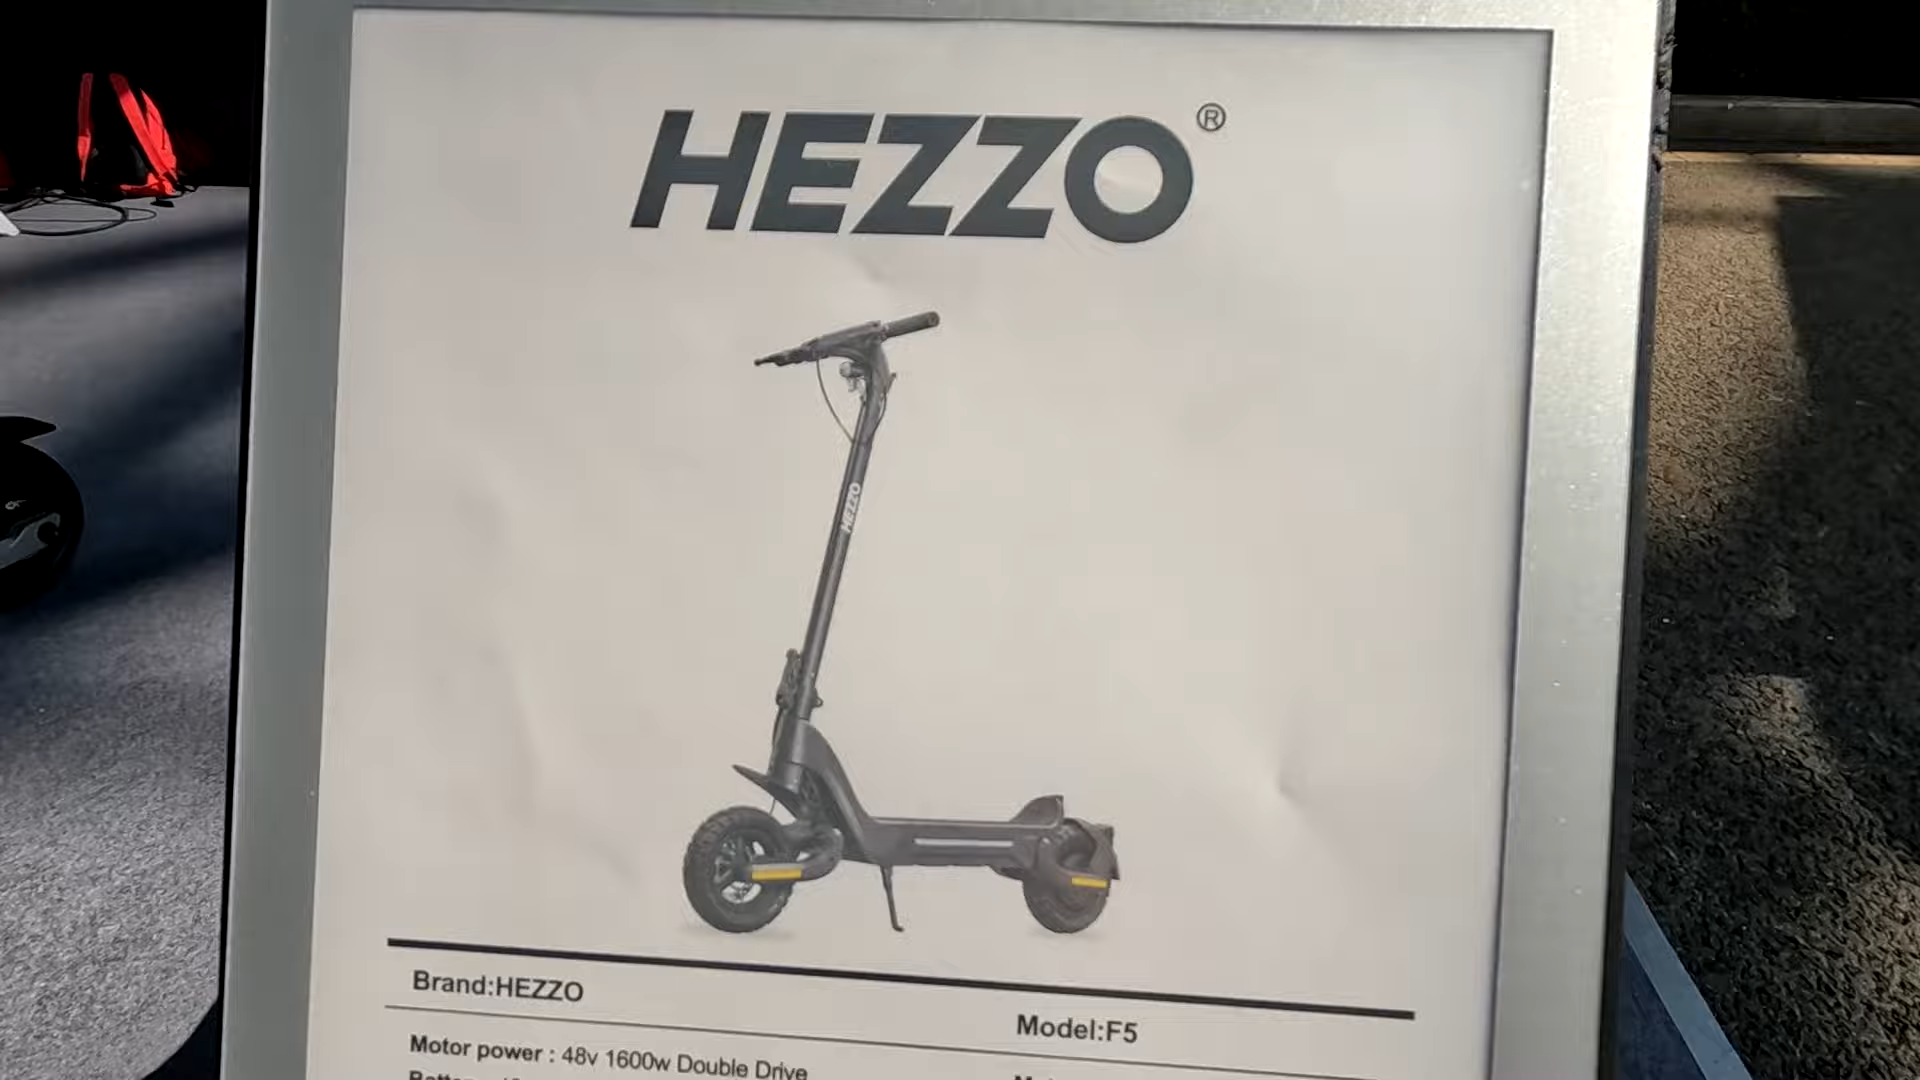 HEZZO®
HEZZO
Brand:HEZZO
Model:F5
Motor power : 48v 1600w Double Drive